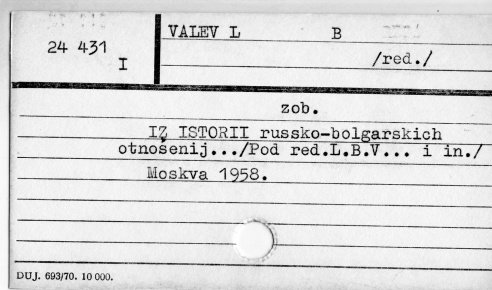 24 431
I
VALEV L B
/red./
zob.
IZ ISTORII russko-bolgarskich
otnošenij.../Pod red.L.B.V... i in./
Moskva 1958.
DUJ. 693/70. 10 000.